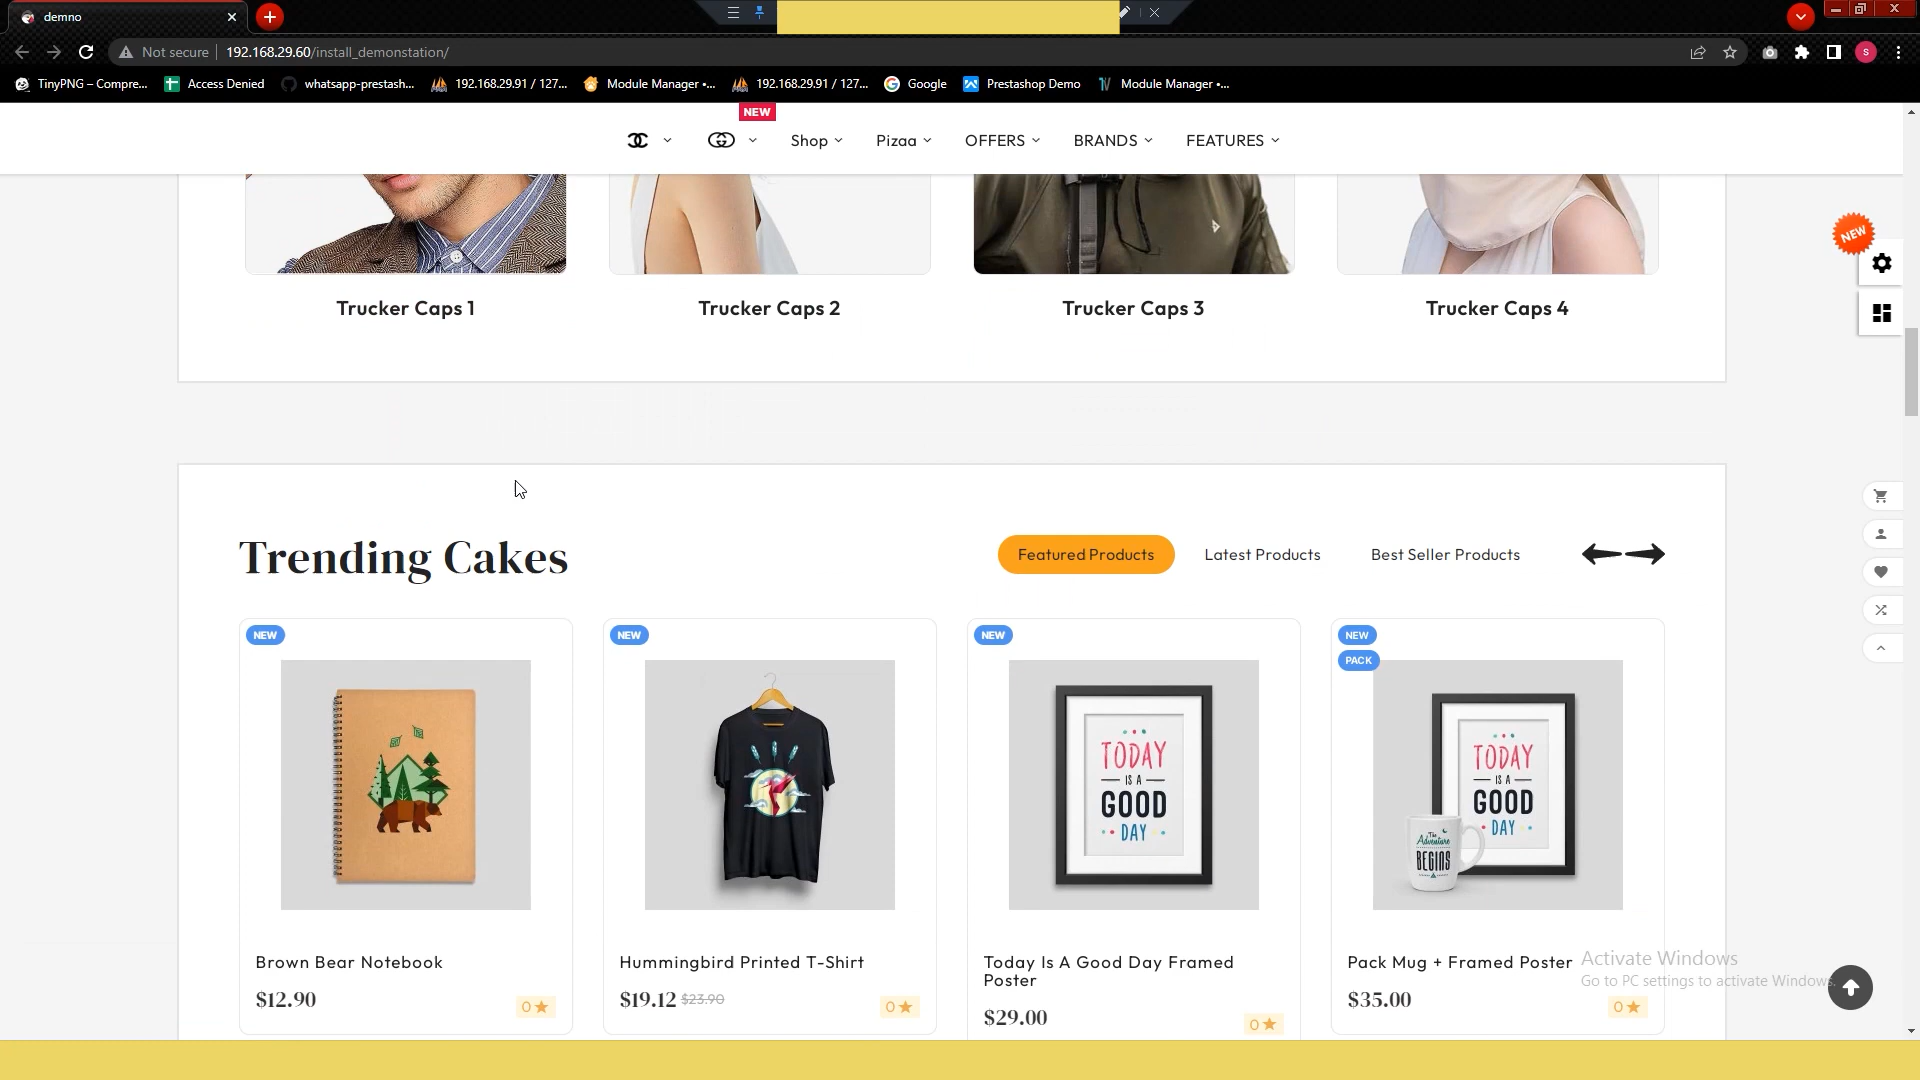 demno
Not secure 192.168.29.60/install_demonstation/
S
TinyPNG – Compre... Access Denied whatsapp-prestash... 192.168.29.91 / 127... Module Manager •... 192.168.29.91 / 127... Google Prestashop Demo Module Manager •...
NEW
Shop Pizaa OFFERS BRANDS FEATURES
NEW
Trucker Caps 1 Trucker Caps 2 Trucker Caps 3 Trucker Caps 4
Trending Cakes Featured Products Latest Products Best Seller Products
NEW NEW NEW NEW
PACK
TODAY
IS A
GOOD
DAY
TODAY
IS A
GOOD
DAY
The
Adventure
BEGINS
Brown Bear Notebook Hummingbird Printed T-Shirt Today Is A Good Day Framed
Poster Pack Mug + Framed Poster
$12.90 0 $19.12 $23.90 0 $29.00 0 $35.00 0
Activate Windows
Go to PC settings to activate Windows.